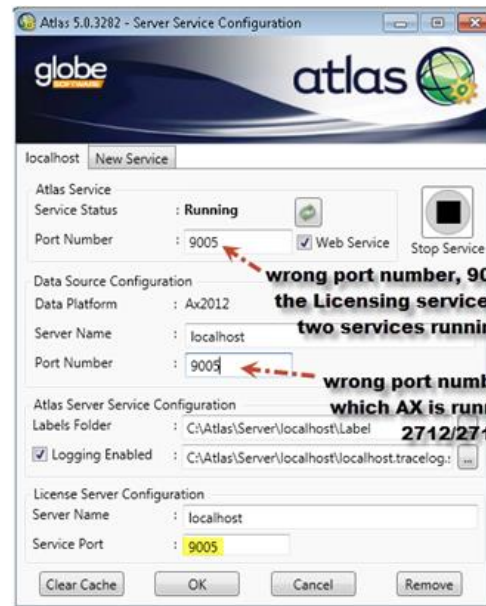 Atlas 5.0.3282 - Server Service Configuration
globe
SOFTWARE
atlas
localhost New Service
Atlas Service
Service Status : Running
Port Number : 9005 Web Service
Stop Service
wrong port number, 90
Data Source Configuration
the Licensing service
Data Platform : Ax2012
two services runnin
Server Name : localhost
Port Number : 9005
wrong port numb
Atlas Server Service Configuration
which AX is run
Labels Folder : C:\Atlas\Server\localhost\Label
2712/271
Logging Enabled : C:\Atlas\Server\localhost\localhost.tracelog.: ...
License Server Configuration
Server Name : localhost
Service Port : 9005
Clear Cache OK Cancel Remove